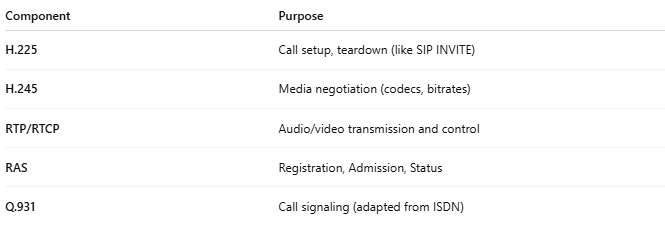 Component Purpose
H.225 Call setup, teardown (like SIP INVITE)
H.245 Media negotiation (codecs, bitrates)
RTP/RTCP Audio/video transmission and control
RAS Registration, Admission, Status
Q.931 Call signaling (adapted from ISDN)